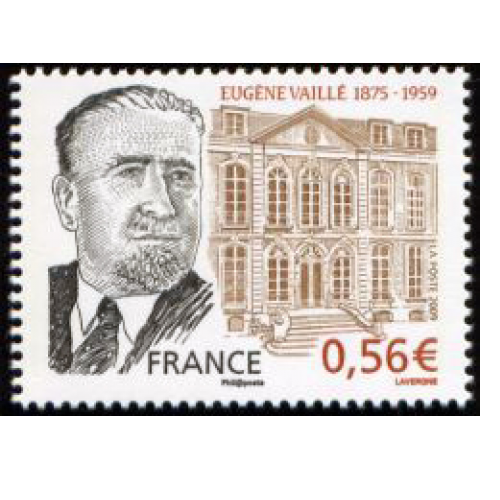 EUGÈNE VAILLÉ 1875 - 1959
LA POSTE 2009
FRANCE
0,56€
Phil@poste
LAVERGNE